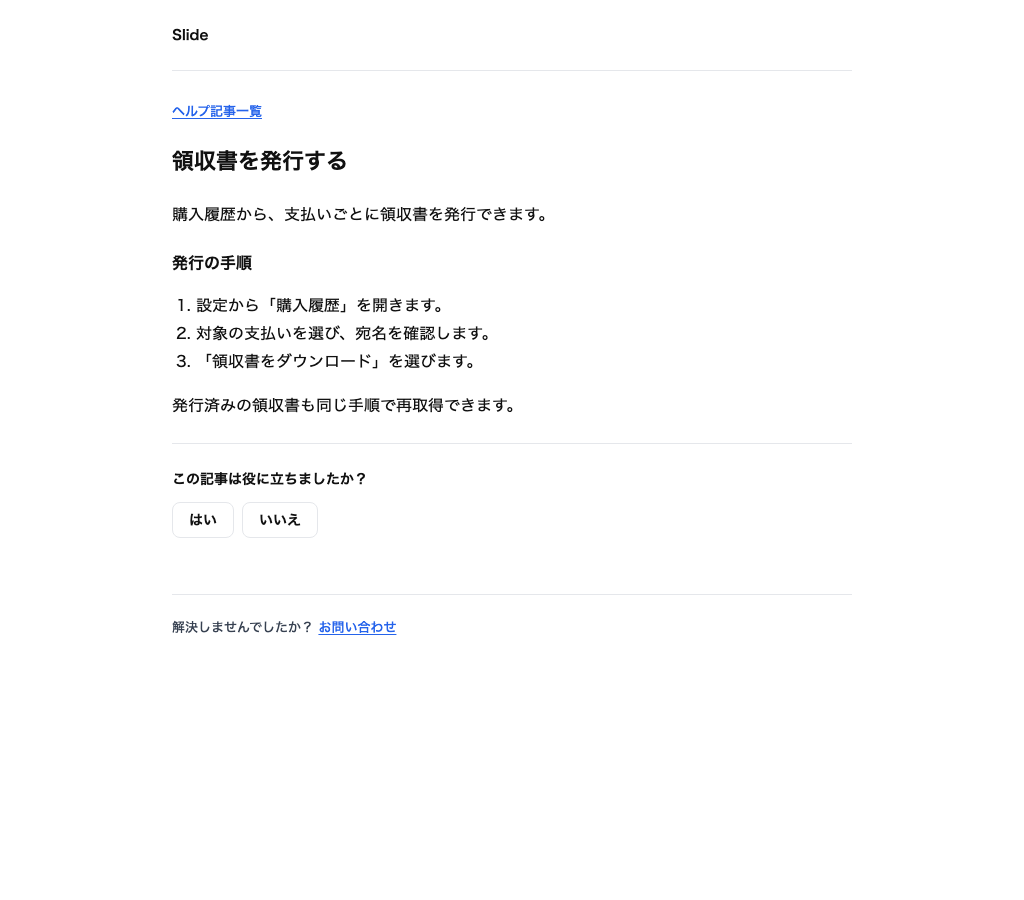 Slide
ヘルプ記事一覧
領収書を発行する
購入履歴から、支払いごとに領収書を発行できます。
発行の手順
1. 設定から「購入履歴」を開きます。
2. 対象の支払いを選び、宛名を確認します。
3. 「領収書をダウンロード」を選びます。
発行済みの領収書も同じ手順で再取得できます。
この記事は役に立ちましたか？
はい いいえ
解決しませんでしたか？ お問い合わせ